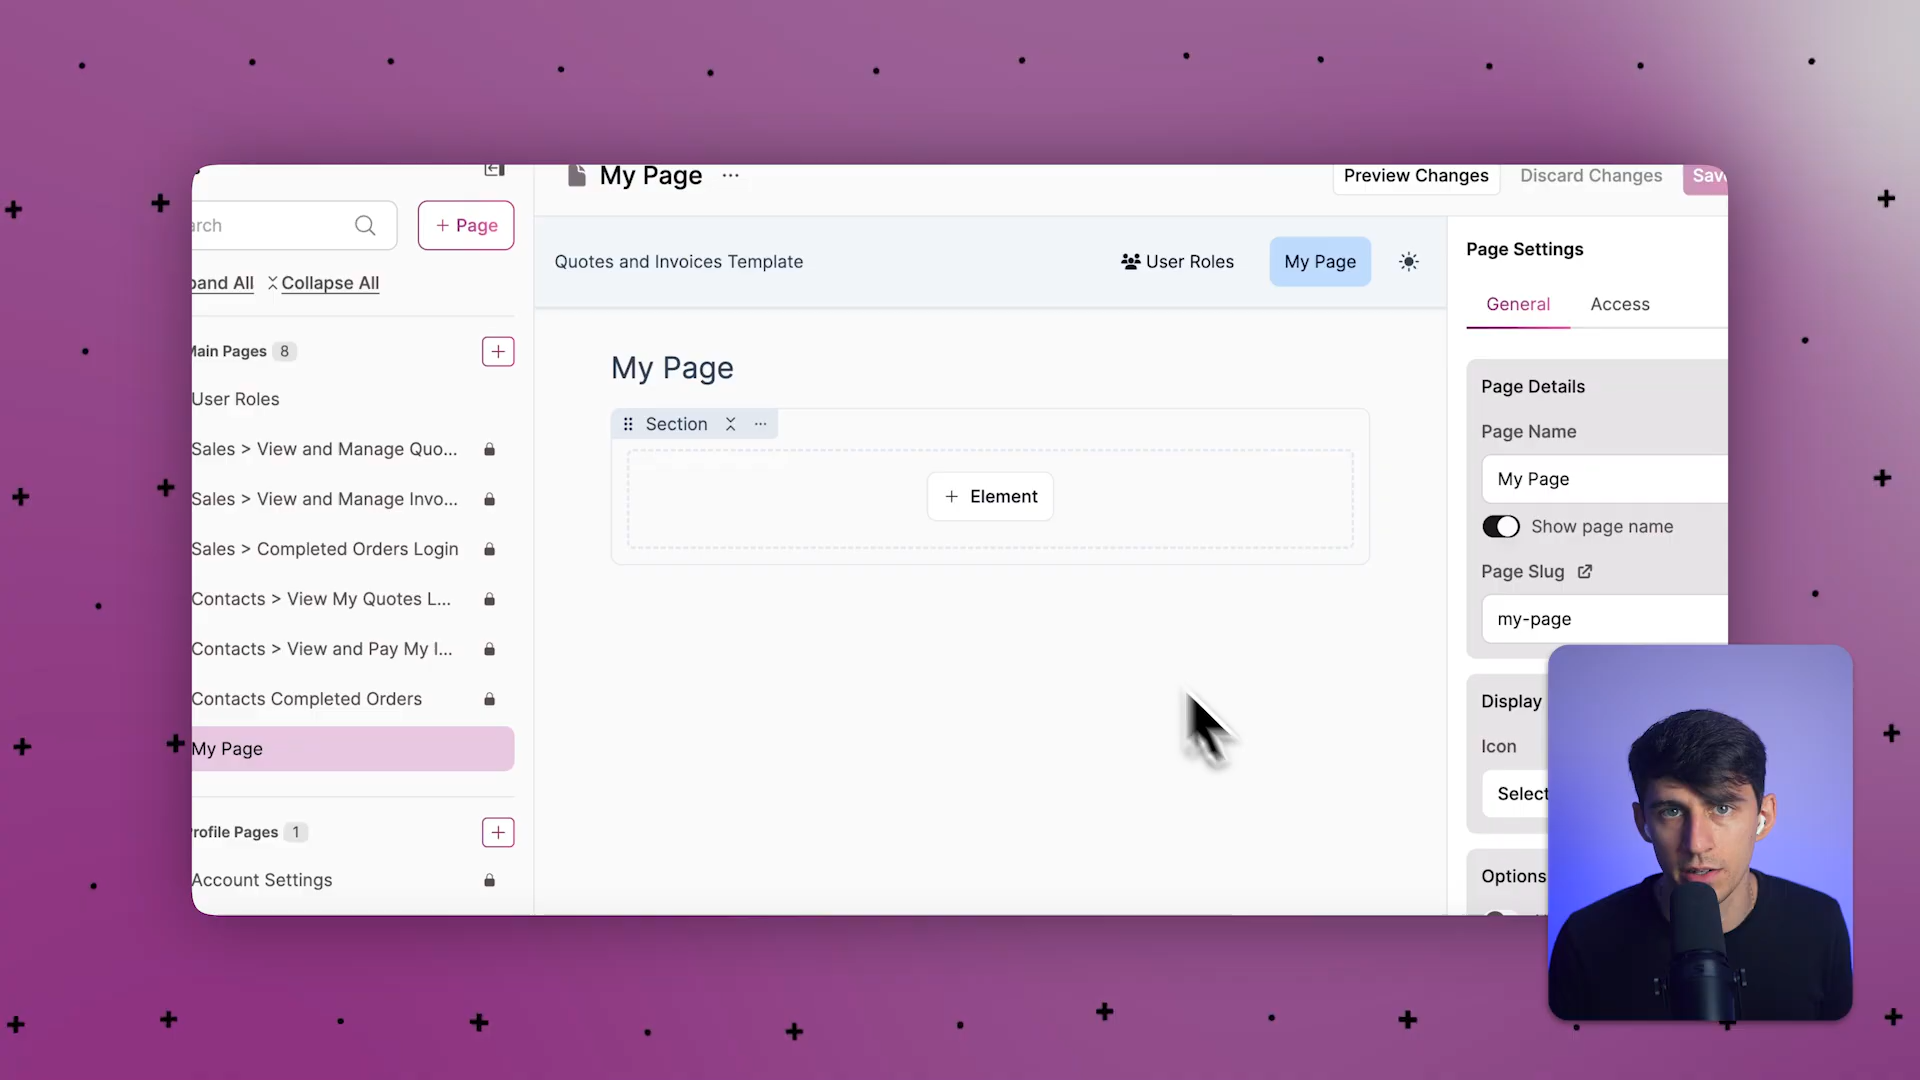 My Page ...
Preview Changes
Discard Changes
Save
arch
+ Page
pand All
Collapse All
Main Pages 8
User Roles
Sales > View and Manage Quo...
Sales > View and Manage Invo...
Sales > Completed Orders Login
Contacts > View My Quotes L...
Contacts > View and Pay My I...
Contacts Completed Orders
My Page
Profile Pages 1
Account Settings
Quotes and Invoices Template
User Roles
My Page
My Page
Section
+ Element
Page Settings
General
Access
Page Details
Page Name
My Page
Show page name
Page Slug
my-page
Display
Icon
Select
Options